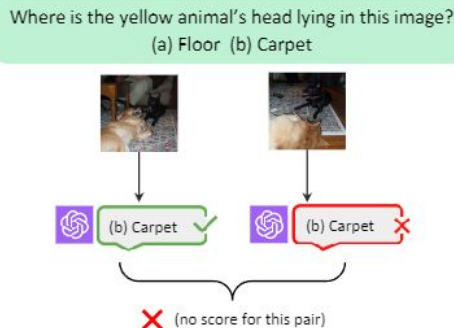 Where is the yellow animal's head lying in this image?
(a) Floor (b) Carpet
(b) Carpet
(b) Carpet
(no score for this pair)